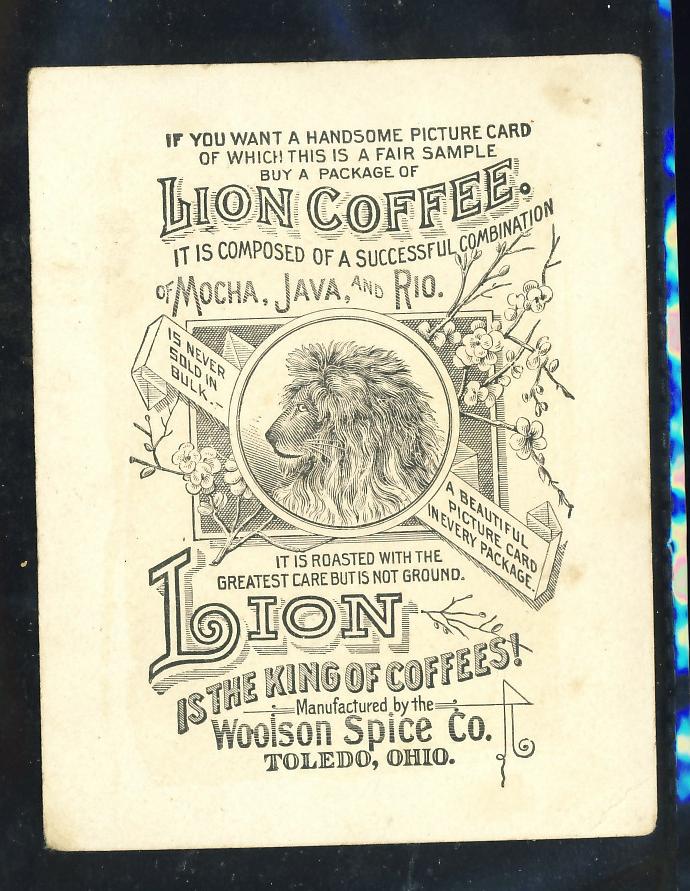 IF YOU WANT A HANDSOME PICTURE CARD
OF WHICH THIS IS A FAIR SAMPLE
BUY A PACKAGE OF
LION COFFEE.
IT IS COMPOSED OF A SUCCESSFUL COMBINATION
OF MOCHA, JAVA, AND RIO.
IS NEVER
SOLD IN
BULK.-
A BEAUTIFUL
PICTURE CARD
IN EVERY PACKAGE.
IT IS ROASTED WITH THE
GREATEST CARE BUT IS NOT GROUND.
LION
IS THE KING OF COFFEES!
Manufactured by the
Woolson Spice Co.
TOLEDO, OHIO.